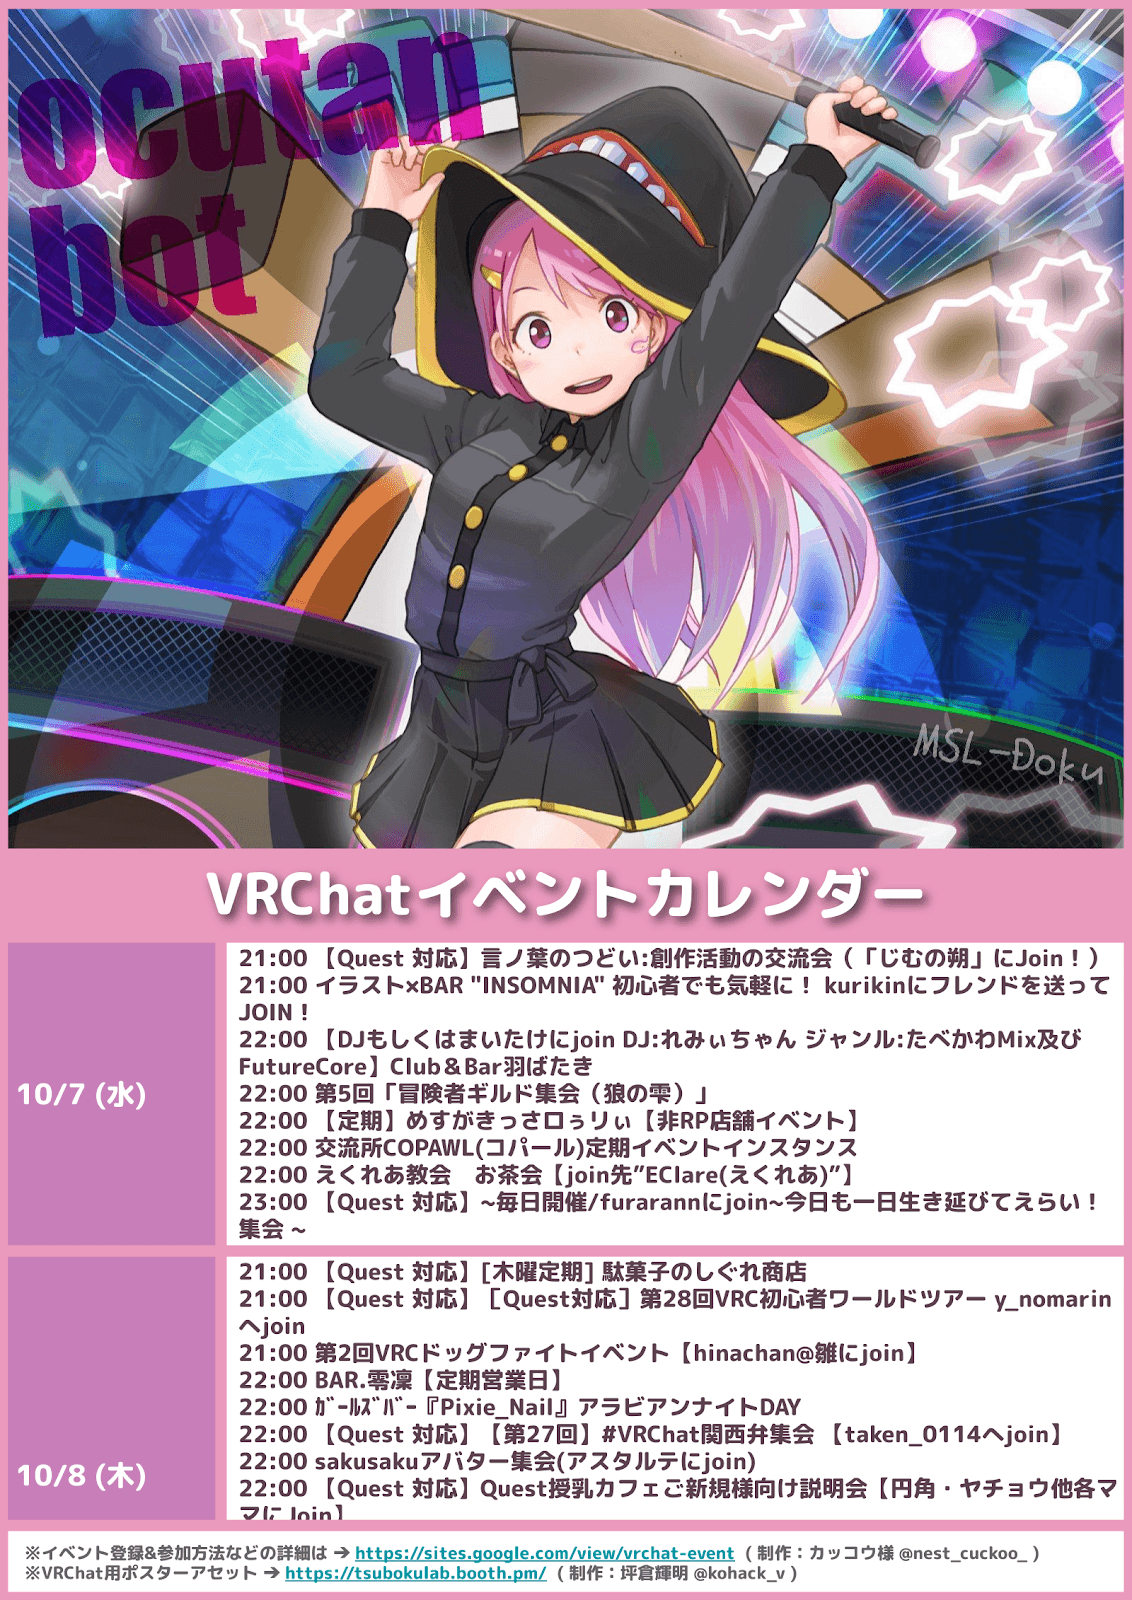 ocutan
bot
MSL-Doku
VRChatイベントカレンダー
10/7 (水)
21:00 【Quest 対応】言ノ葉のつどい:創作活動の交流会（「じむの朔」にJoin！）
21:00 イラスト×BAR "INSOMNIA" 初心者でも気軽に！ kurikinにフレンドを送って
JOIN！
22:00 【DJもしくはまいたけにjoin DJ:れみぃちゃん ジャンル:たべかわMix及び
FutureCore】Club＆Bar羽ばたき
22:00 第5回「冒険者ギルド集会（狼の雫）」
22:00 【定期】めすがきっさロぅリぃ【非RP店舗イベント】
22:00 交流所COPAWL(コパール)定期イベントインスタンス
22:00 えくれあ教会　お茶会【join先”EClare(えくれあ)”】
23:00 【Quest 対応】~毎日開催/furarannにjoin~今日も一日生き延びてえらい！
集会 ~
10/8 (木)
21:00 【Quest 対応】[木曜定期] 駄菓子のしぐれ商店
21:00 【Quest 対応】［Quest対応］第28回VRC初心者ワールドツアー y_nomarin
へjoin
21:00 第2回VRCドッグファイトイベント【hinachan@雛にjoin】
22:00 BAR.零凜【定期営業日】
22:00 ｶﾞｰﾙｽﾞﾊﾞｰ『Pixie_Nail』アラビアンナイトDAY
22:00 【Quest 対応】【第27回】#VRChat関西弁集会 【taken_0114へjoin】
22:00 sakusakuアバター集会(アスタルテにjoin)
22:00 【Quest 対応】Quest授乳カフェご新規様向け説明会【円角・ヤチョウ他各マ
マにJoin】
※イベント登録&参加方法などの詳細は ➔ https://sites.google.com/view/vrchat-event （制作：カッコウ様 @nest_cuckoo_ ）
※VRChat用ポスターアセット ➔ https://tsubokulab.booth.pm/ （制作：坪倉輝明 @kohack_v ）